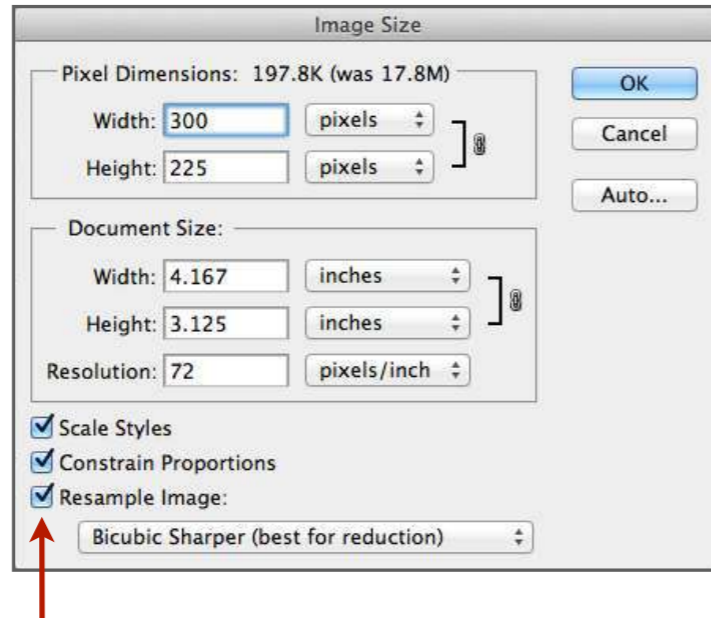 Image Size
Pixel Dimensions: 197.8K (was 17.8M)
OK
Width: 300 pixels
Cancel
Height: 225 pixels
Auto...
Document Size:
Width: 4.167 inches
Height: 3.125 inches
Resolution: 72 pixels/inch
Scale Styles
Constrain Proportions
Resample Image:
Bicubic Sharper (best for reduction)